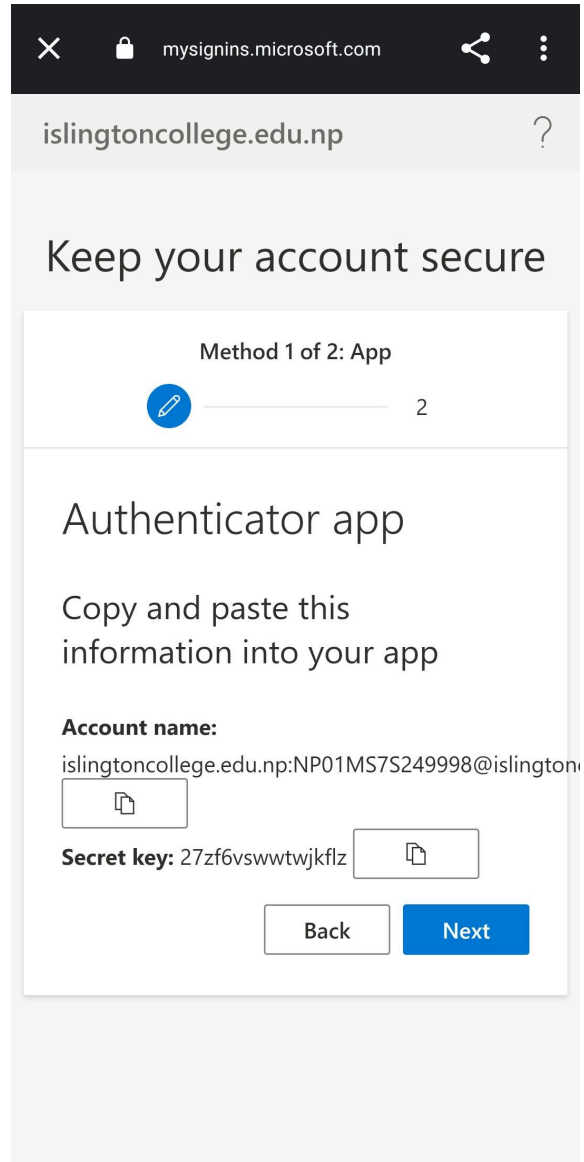 mysignins.microsoft.com
islingtoncollege.edu.np
?
Keep your account secure
Method 1 of 2: App
2
Authenticator app
Copy and paste this
information into your app
Account name:
islingtoncollege.edu.np:NP01MS7S249998@islington
Secret key: 27zf6vswwtwjkflz
Back Next